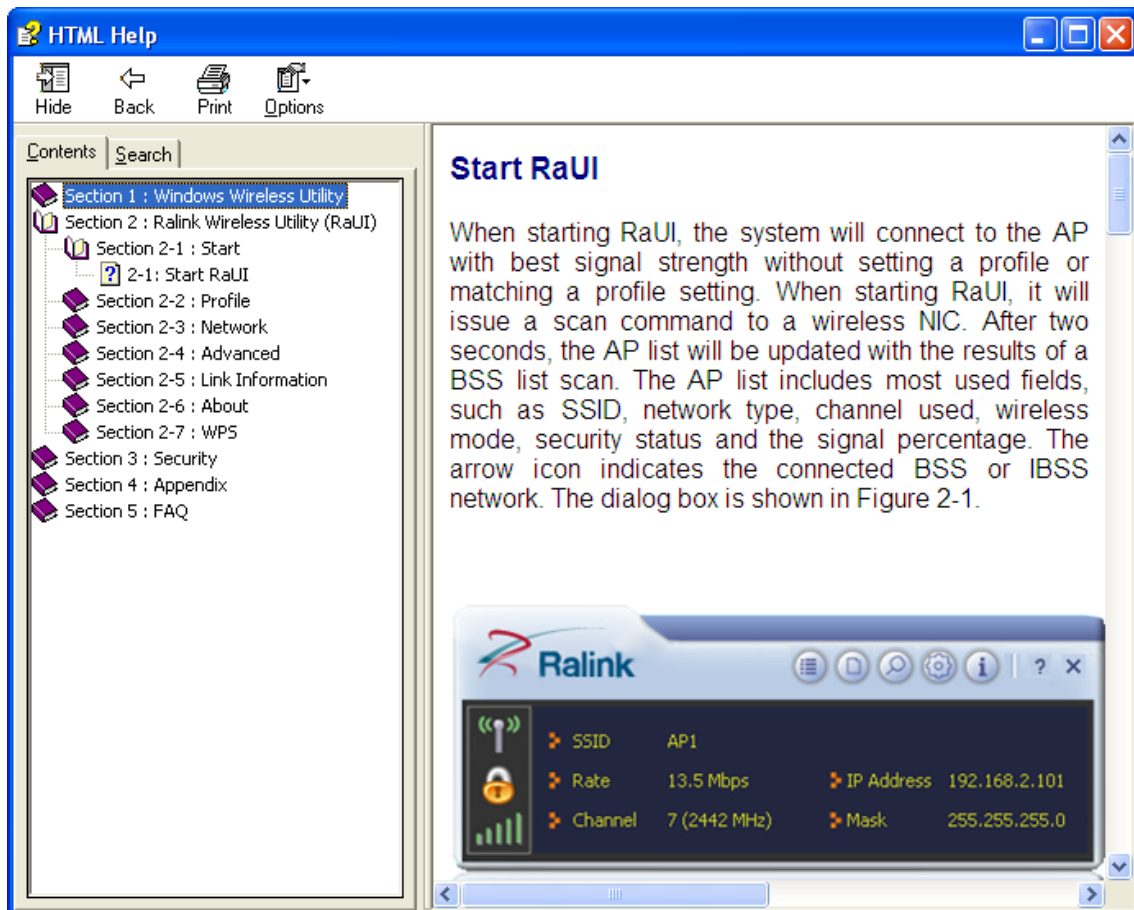 HTML Help
Hide Back Print Options
Contents Search
Section 1 : Windows Wireless Utility
Section 2 : Ralink Wireless Utility (RaUI)
Section 2-1 : Start
2-1: Start RaUI
Section 2-2 : Profile
Section 2-3 : Network
Section 2-4 : Advanced
Section 2-5 : Link Information
Section 2-6 : About
Section 2-7 : WPS
Section 3 : Security
Section 4 : Appendix
Section 5 : FAQ
Start RaUI
When starting RaUI, the system will connect to the AP
with best signal strength without setting a profile or
matching a profile setting. When starting RaUI, it will
issue a scan command to a wireless NIC. After two
seconds, the AP list will be updated with the results of a
BSS list scan. The AP list includes most used fields,
such as SSID, network type, channel used, wireless
mode, security status and the signal percentage. The
arrow icon indicates the connected BSS or IBSS
network. The dialog box is shown in Figure 2-1.
Ralink
SSID AP1
Rate 13.5 Mbps IP Address 192.168.2.101
Channel 7 (2442 MHz) Mask 255.255.255.0